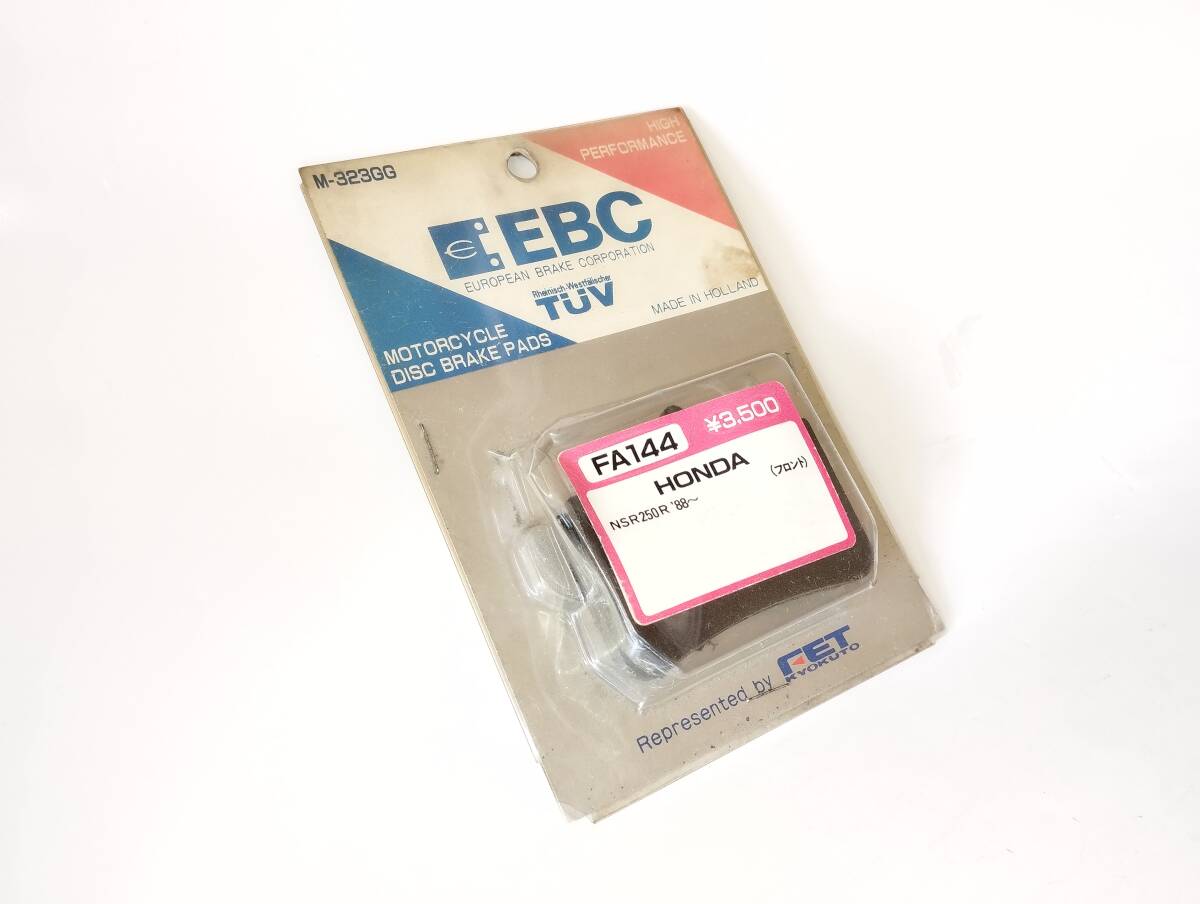 M-323GG
HIGH
PERFORMANCE
EBC
EUROPEAN BRAKE CORPORATION
Rheinisch-Westfälischer
TÜV
MADE IN HOLLAND
MOTORCYCLE
DISC BRAKE PADS
FA144 ¥3,500
HONDA
(フロント)
NSR250R '88～
Represented by FET
KYOKUTO